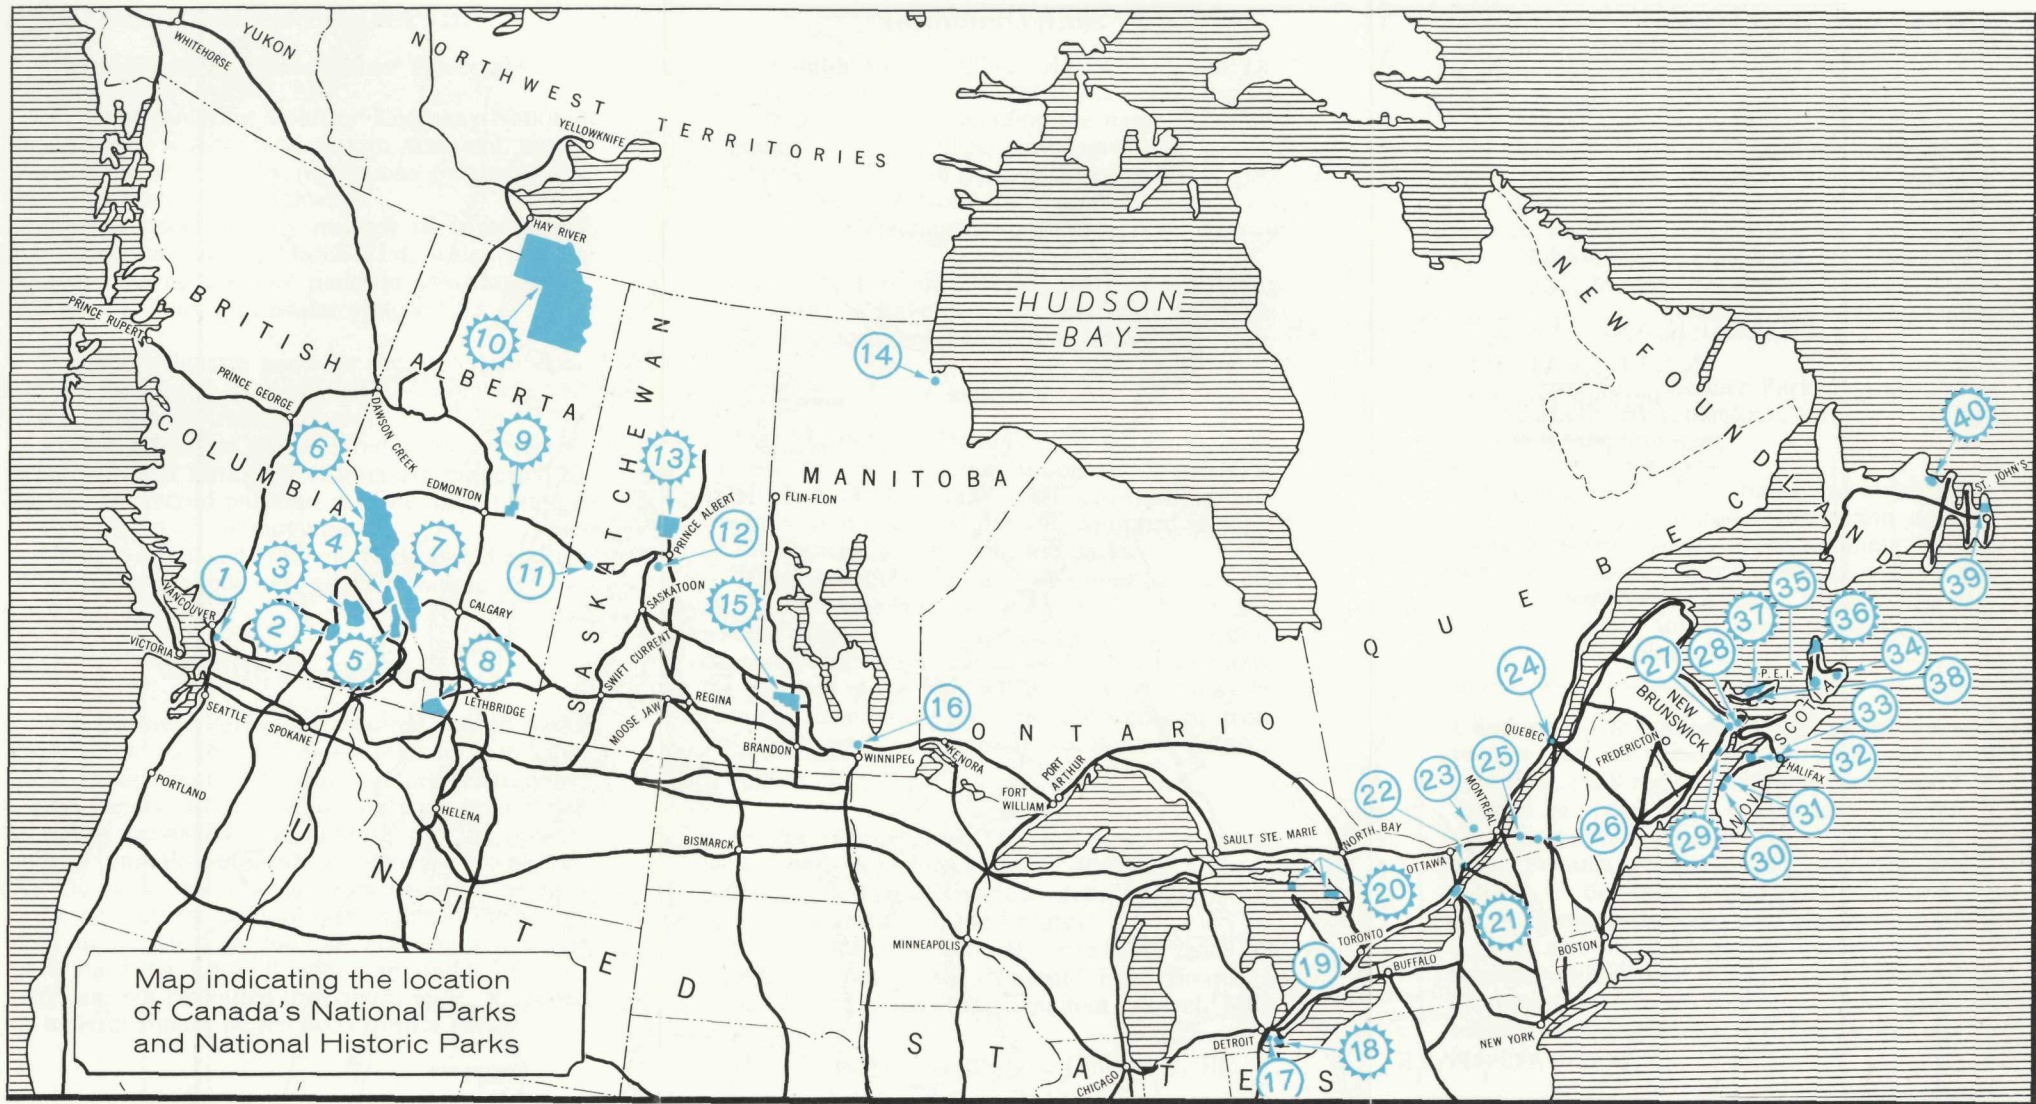 WHITEHORSE
YUKON
NORTHWEST
TERRITORIES
YELLOWKNIFE
HAY RIVER
PRINCE RUPERT
BRITISH
COLUMBIA
PRINCE GEORGE
DAWSON CREEK
ALBERTA
SASKATCHEWAN
MANITOBA
HUDSON
BAY
NEWFOUNDLAND
10
14
6
9
13
40
EDMONTON
FLIN-FLON
PRINCE ALBERT
ST. JOHN'S
4
7
12
3
1
11
2
5
8
15
39
VANCOUVER
VICTORIA
CALGARY
SASKATOON
SWIFT CURRENT
LETHBRIDGE
MOOSE JAW
REGINA
SEATTLE
SPOKANE
PORTLAND
HELENA
BRANDON
WINNIPEG
16
KENORA
ONTARIO
PORT
ARTHUR
FORT
WILLIAM
QUEBEC
35
37
36
28
27
34
38
33
32
31
30
29
24
P.E.I.
NEW
BRUNSWICK
NOVA
SCOTIA
QUEBEC
FREDERICTON
HALIFAX
25
23
22
26
MONTREAL
SAULT STE. MARIE
NORTH BAY
OTTAWA
20
21
TORONTO
19
BUFFALO
BOSTON
BISMARCK
MINNEAPOLIS
DETROIT
18
17
NEW YORK
CHICAGO
UNITED
STATES
Map indicating the location
of Canada's National Parks
and National Historic Parks